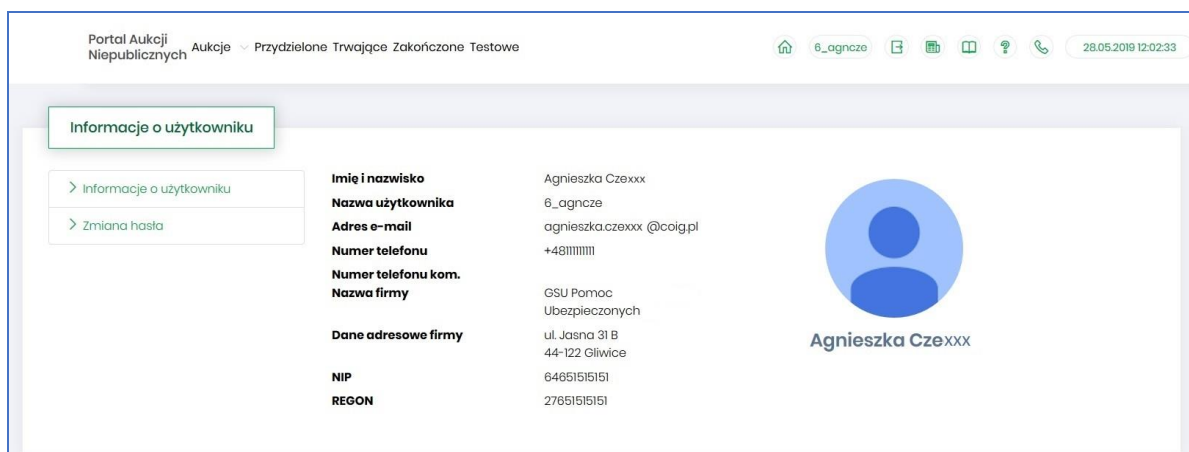 Portal Aukcji
Niepublicznych
Aukcje Przydzielone Trwające Zakończone Testowe
6_agncze
28.05.2019 12:02:33
Informacje o użytkowniku
Informacje o użytkowniku
Zmiana hasła
Imię i nazwisko Agnieszka Czexxx
Nazwa użytkownika 6_agncze
Adres e-mail agnieszka.czexxx @coig.pl
Numer telefonu +48111111111
Numer telefonu kom.
Nazwa firmy GSU Pomoc
Ubezpieczonych
Dane adresowe firmy ul. Jasna 31 B
44-122 Gliwice
NIP 64651515151
REGON 27651515151
Agnieszka Czexxx